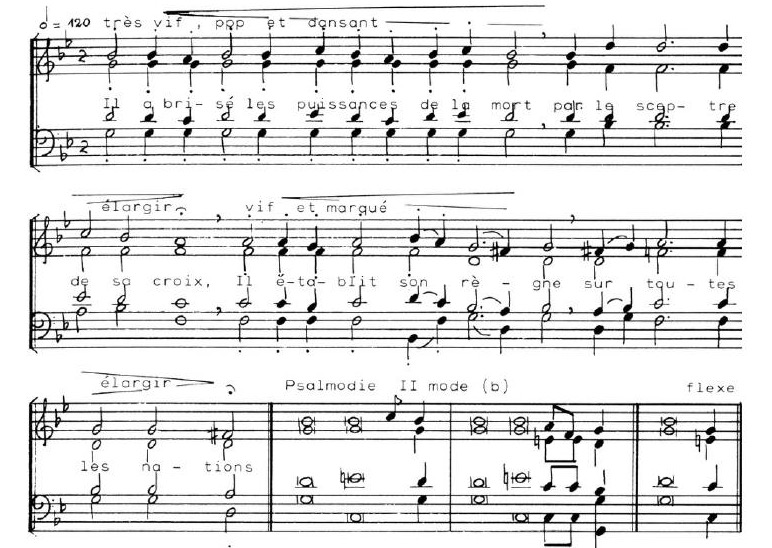 𝅗𝅥 = 120 très vif, pop et dansant
2
Il a bri- sé les puissances de la mort par le scep- tre
2
élargir vif et marqué
de sa croix, Il é-ta-blit son rè - gne sur tou- tes
élargir Psalmodie II mode (b) flexe
les na - tions